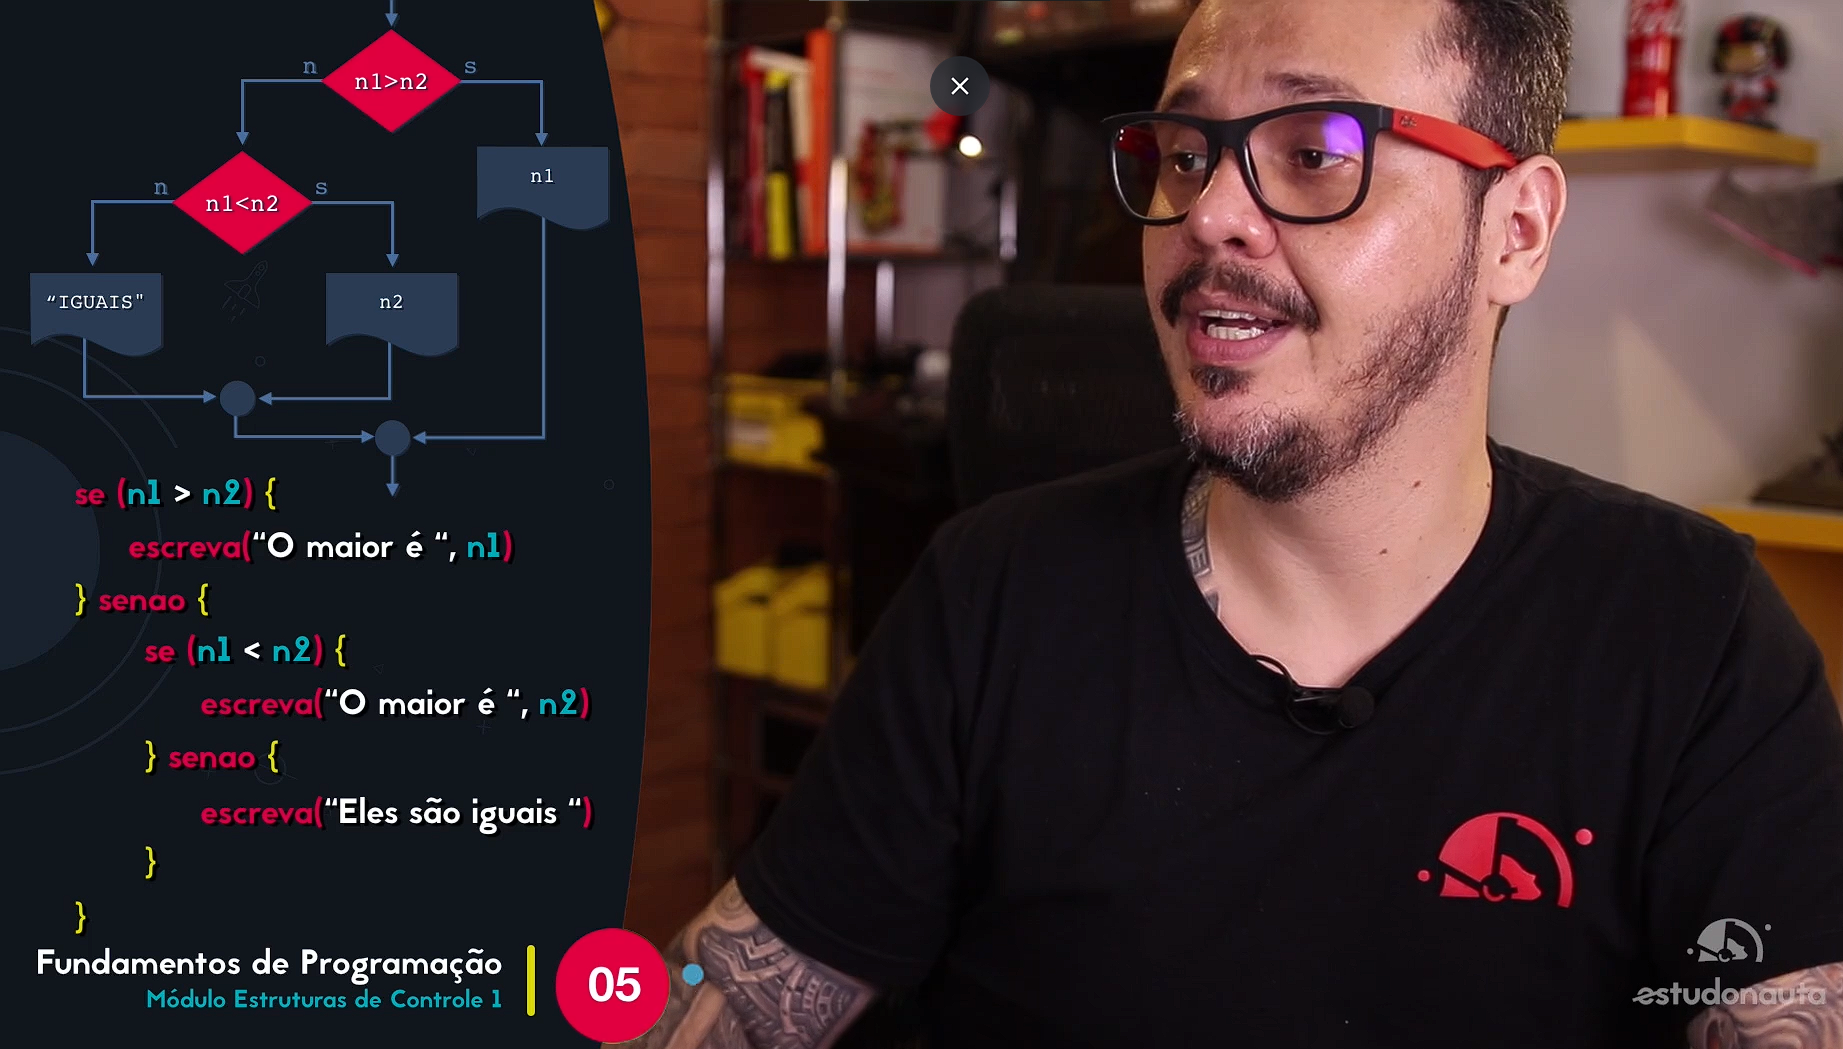 n n1>n2 s
n n1<n2 s
n1
“IGUAIS"
n2
se (n1 > n2) {
escreva(“O maior é “, n1)
} senao {
se (n1 < n2) {
escreva(“O maior é “, n2)
} senao {
escreva(“Eles são iguais “)
}
}
Fundamentos de Programação
Módulo Estruturas de Controle 1
05
estudonauta